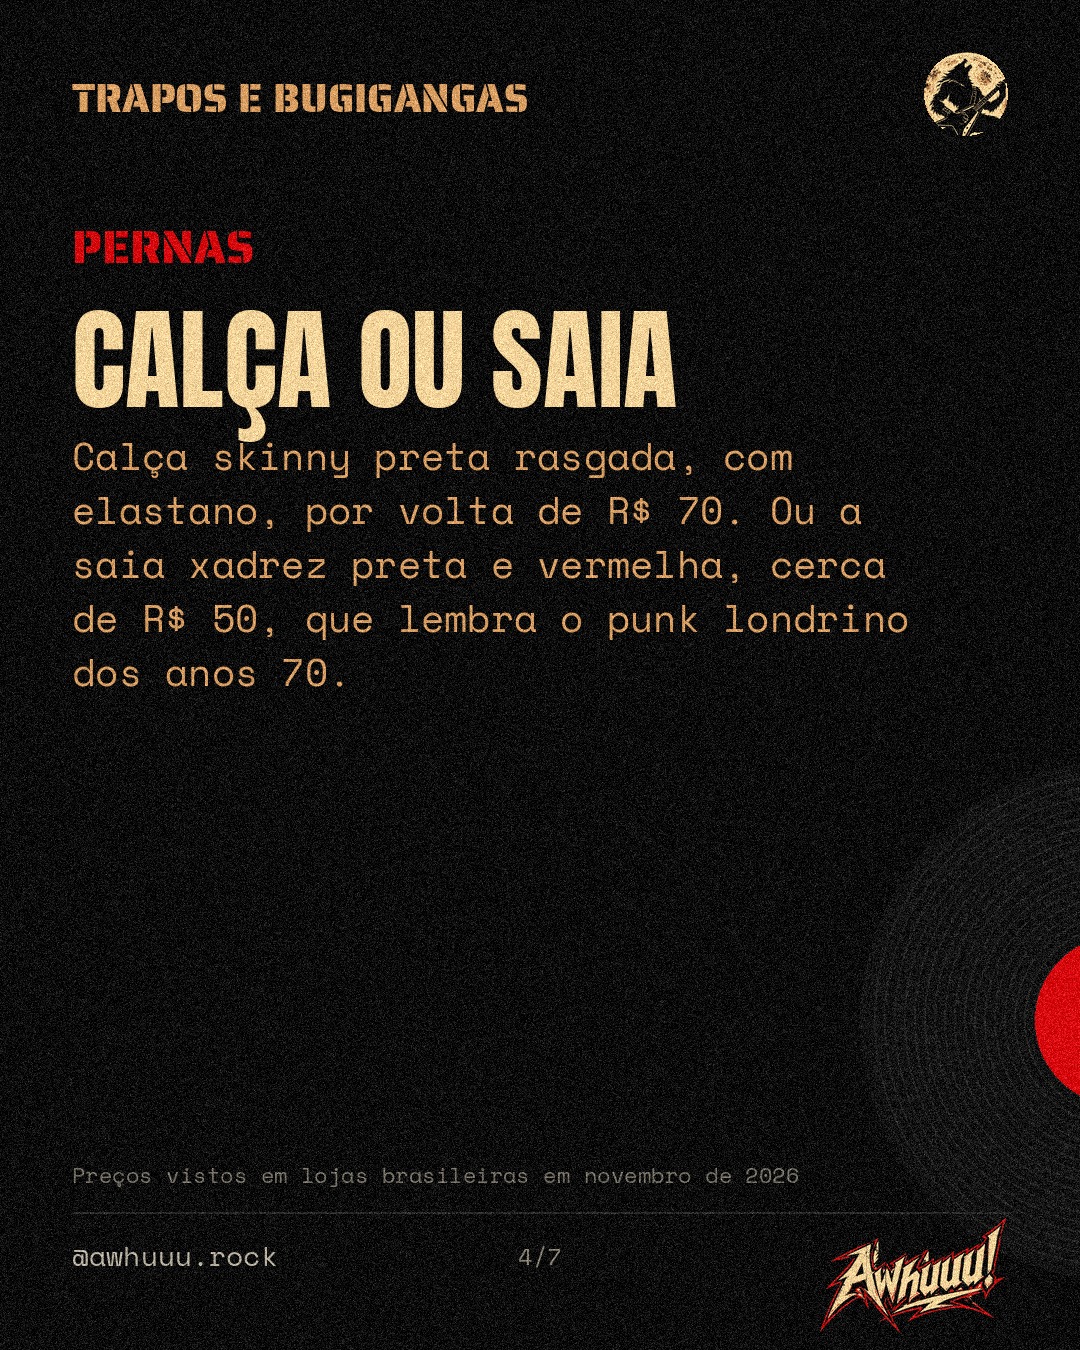 TRAPOS E BUGIGANGAS
PERNAS
CALÇA OU SAIA
Calça skinny preta rasgada, com
elastano, por volta de R$ 70. Ou a
saia xadrez preta e vermelha, cerca
de R$ 50, que lembra o punk londrino
dos anos 70.
Preços vistos em lojas brasileiras em novembro de 2026
@awhuuu.rock
4/7
Awhuuu!